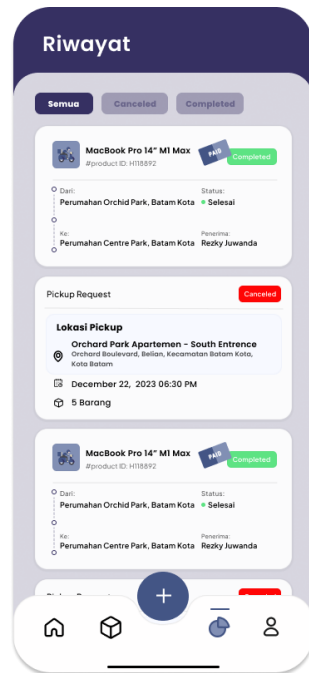 Riwayat
Semua Canceled Completed
MacBook Pro 14" M1 Max PAID Completed
#product ID: H118892
Dari: Status:
Perumahan Orchid Park, Batam Kota Selesai
Ke: Penerima:
Perumahan Centre Park, Batam Kota Rezky Juwanda
Pickup Request Canceled
Lokasi Pickup
Orchard Park Apartemen - South Entrence
Orchard Boulevard, Belian, Kecamatan Batam Kota,
Kota Batam
December 22, 2023 06:30 PM
5 Barang
MacBook Pro 14" M1 Max PAID Completed
#product ID: H118892
Dari: Status:
Perumahan Orchid Park, Batam Kota Selesai
Ke: Penerima:
Perumahan Centre Park, Batam Kota Rezky Juwanda